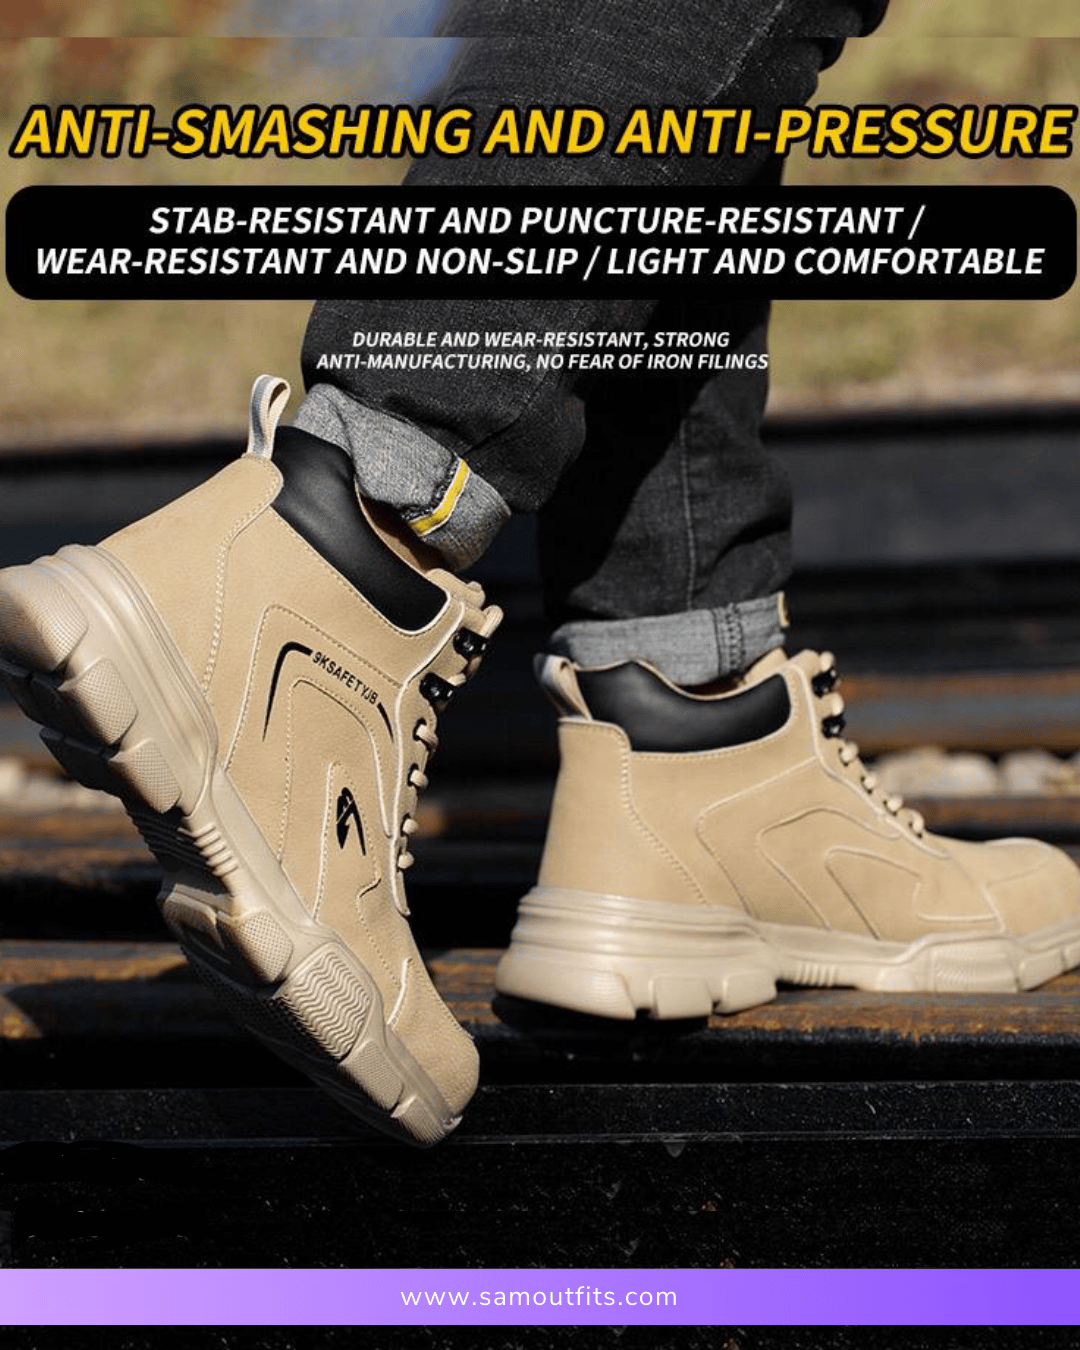 ANTI-SMASHING AND ANTI-PRESSURE
STAB-RESISTANT AND PUNCTURE-RESISTANT /
WEAR-RESISTANT AND NON-SLIP / LIGHT AND COMFORTABLE
DURABLE AND WEAR-RESISTANT, STRONG
ANTI-MANUFACTURING, NO FEAR OF IRON FILINGS
9KSAFETYJB
www.samoutfits.com